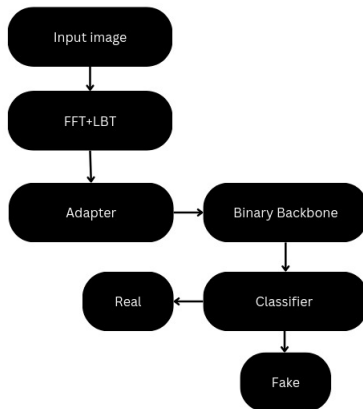 Input image
FFT+LBT
Adapter
Binary Backbone
Real
Classifier
Fake